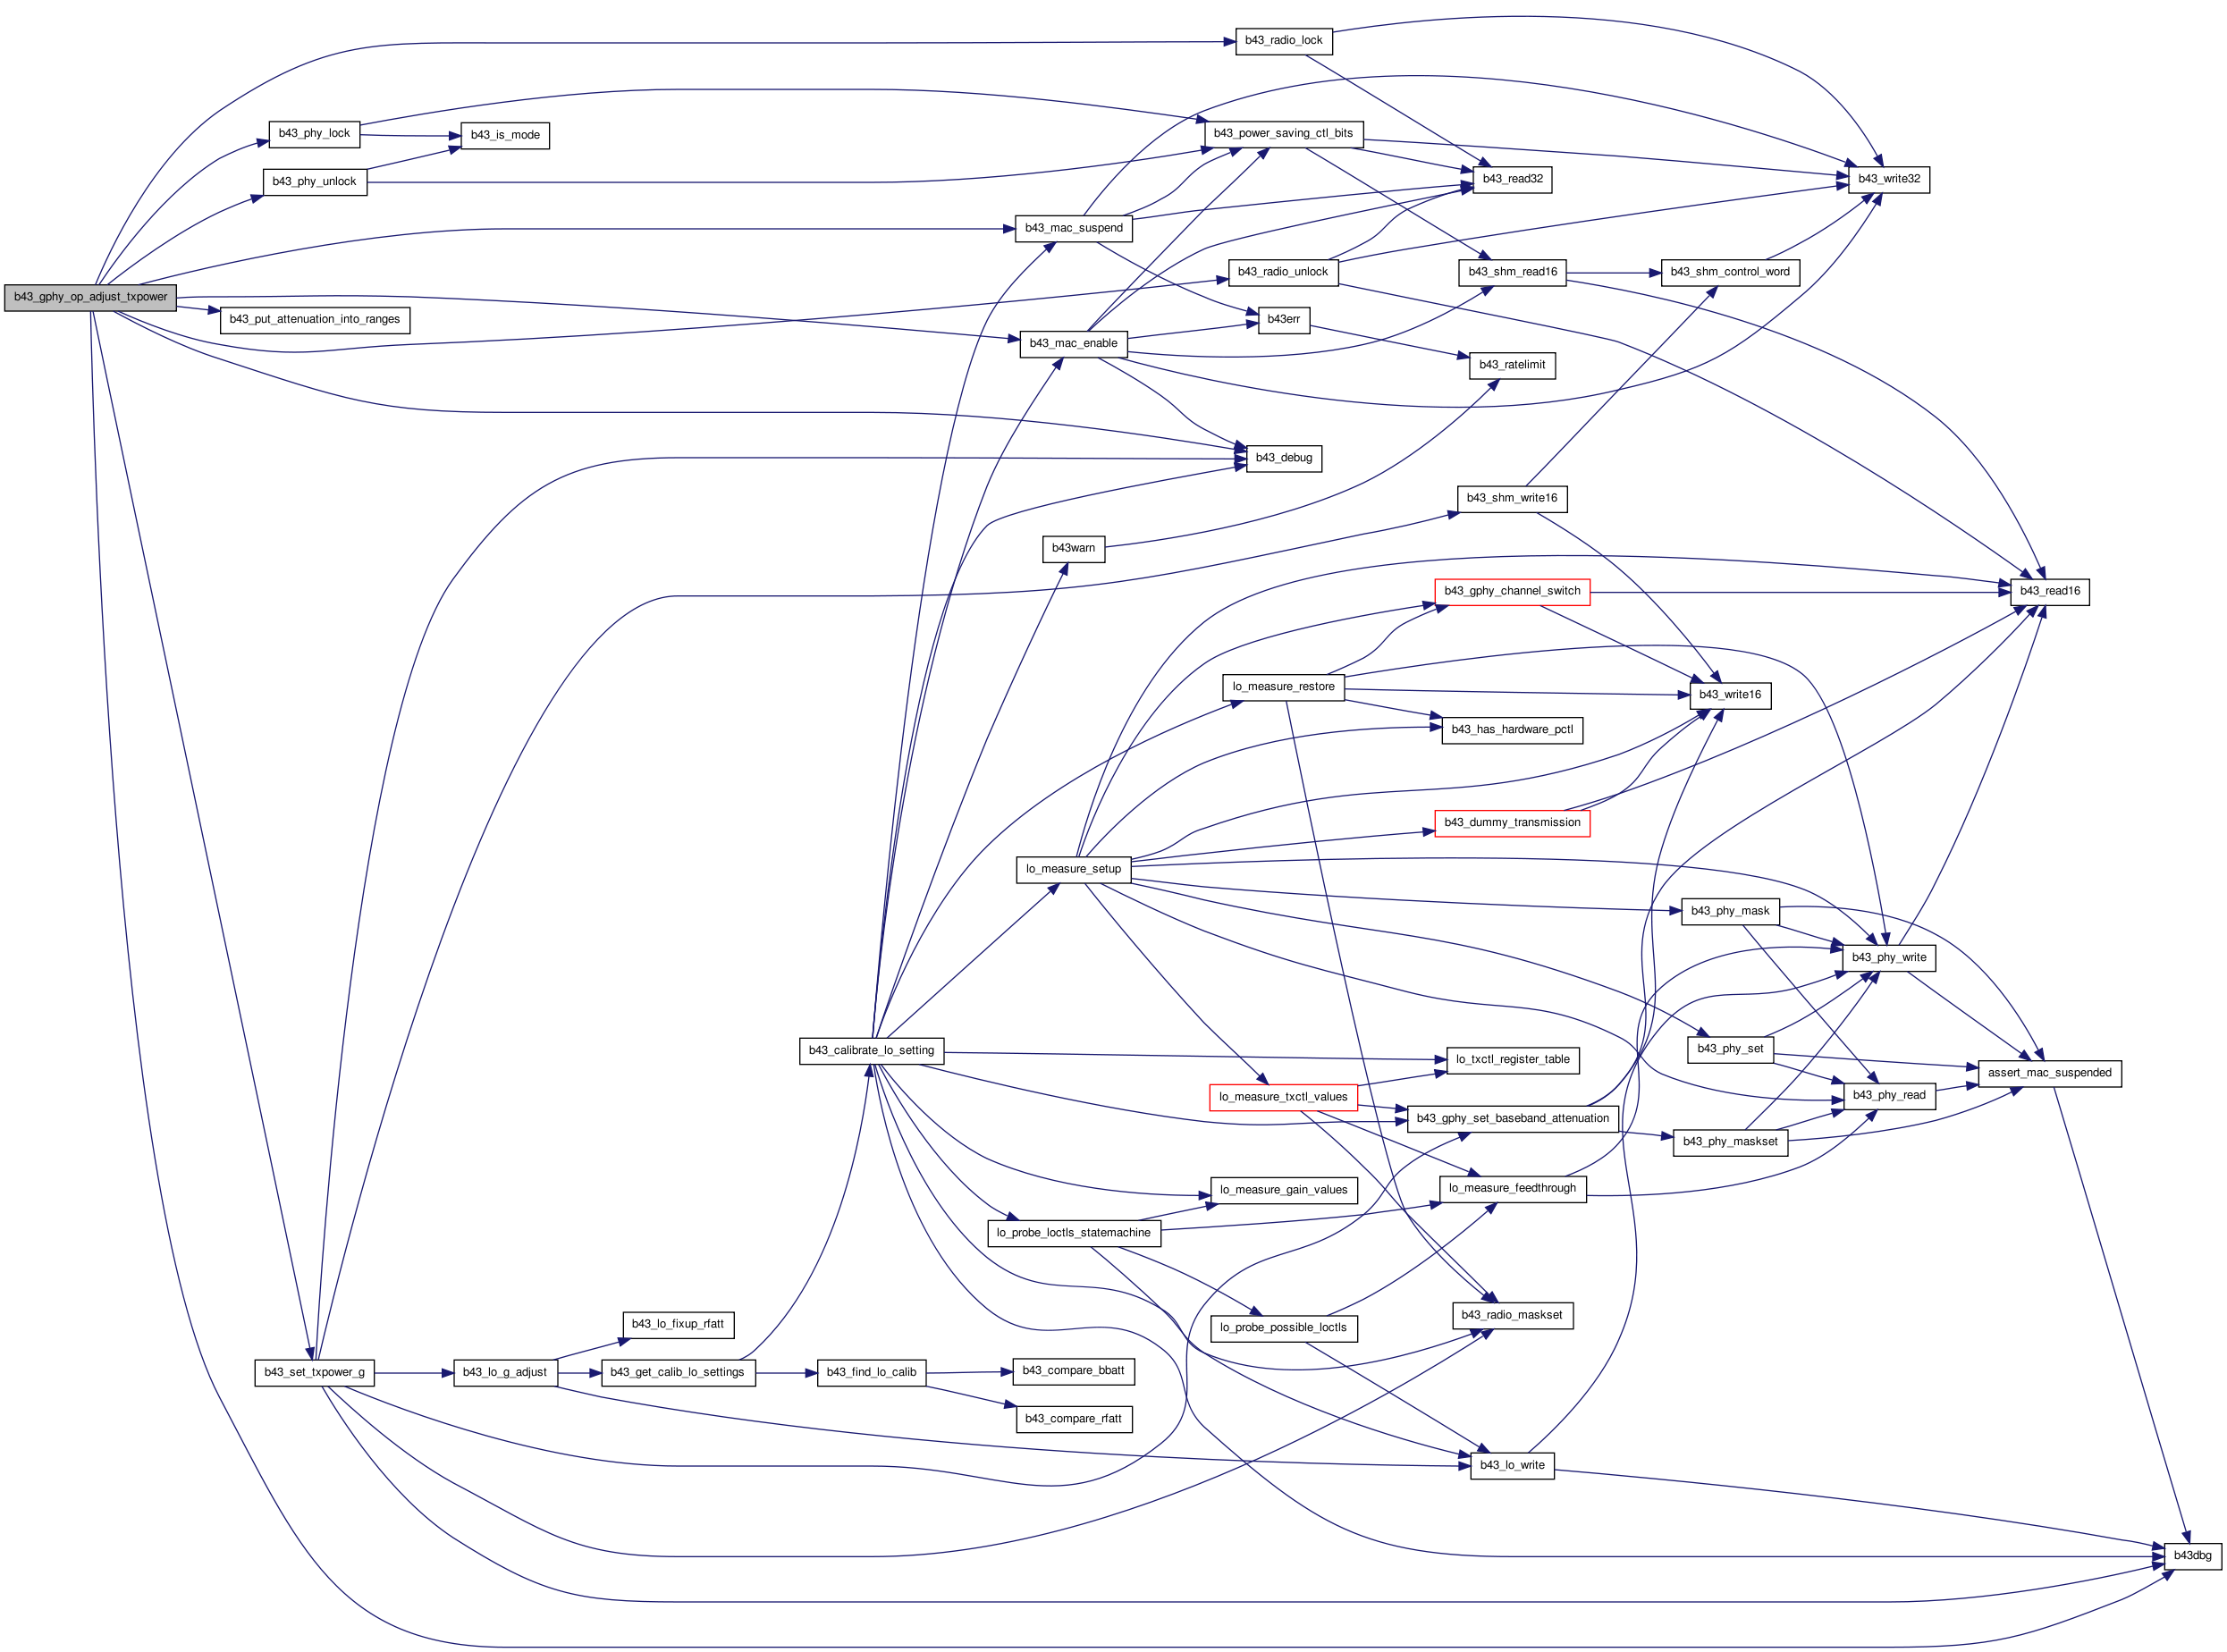 b43_gphy_op_adjust_txpower
b43_phy_lock
b43_phy_unlock
b43_put_attenuation_into_ranges
b43_is_mode
b43_set_txpower_g
b43_lo_g_adjust
b43_lo_fixup_rfatt
b43_get_calib_lo_settings
b43_calibrate_lo_setting
b43_find_lo_calib
b43_mac_suspend
b43_mac_enable
b43warn
lo_measure_setup
lo_probe_loctls_statemachine
b43_compare_bbatt
b43_compare_rfatt
b43_radio_lock
b43_power_saving_ctl_bits
b43_radio_unlock
b43err
b43_debug
lo_measure_restore
lo_measure_txctl_values
lo_measure_gain_values
lo_probe_possible_loctls
b43_read32
b43_shm_read16
b43_ratelimit
b43_shm_write16
b43_gphy_channel_switch
b43_has_hardware_pctl
b43_dummy_transmission
lo_txctl_register_table
b43_gphy_set_baseband_attenuation
lo_measure_feedthrough
b43_radio_maskset
b43_lo_write
b43_shm_control_word
b43_write16
b43_phy_mask
b43_phy_set
b43_phy_maskset
b43_write32
b43_phy_write
b43_phy_read
b43_read16
assert_mac_suspended
b43dbg